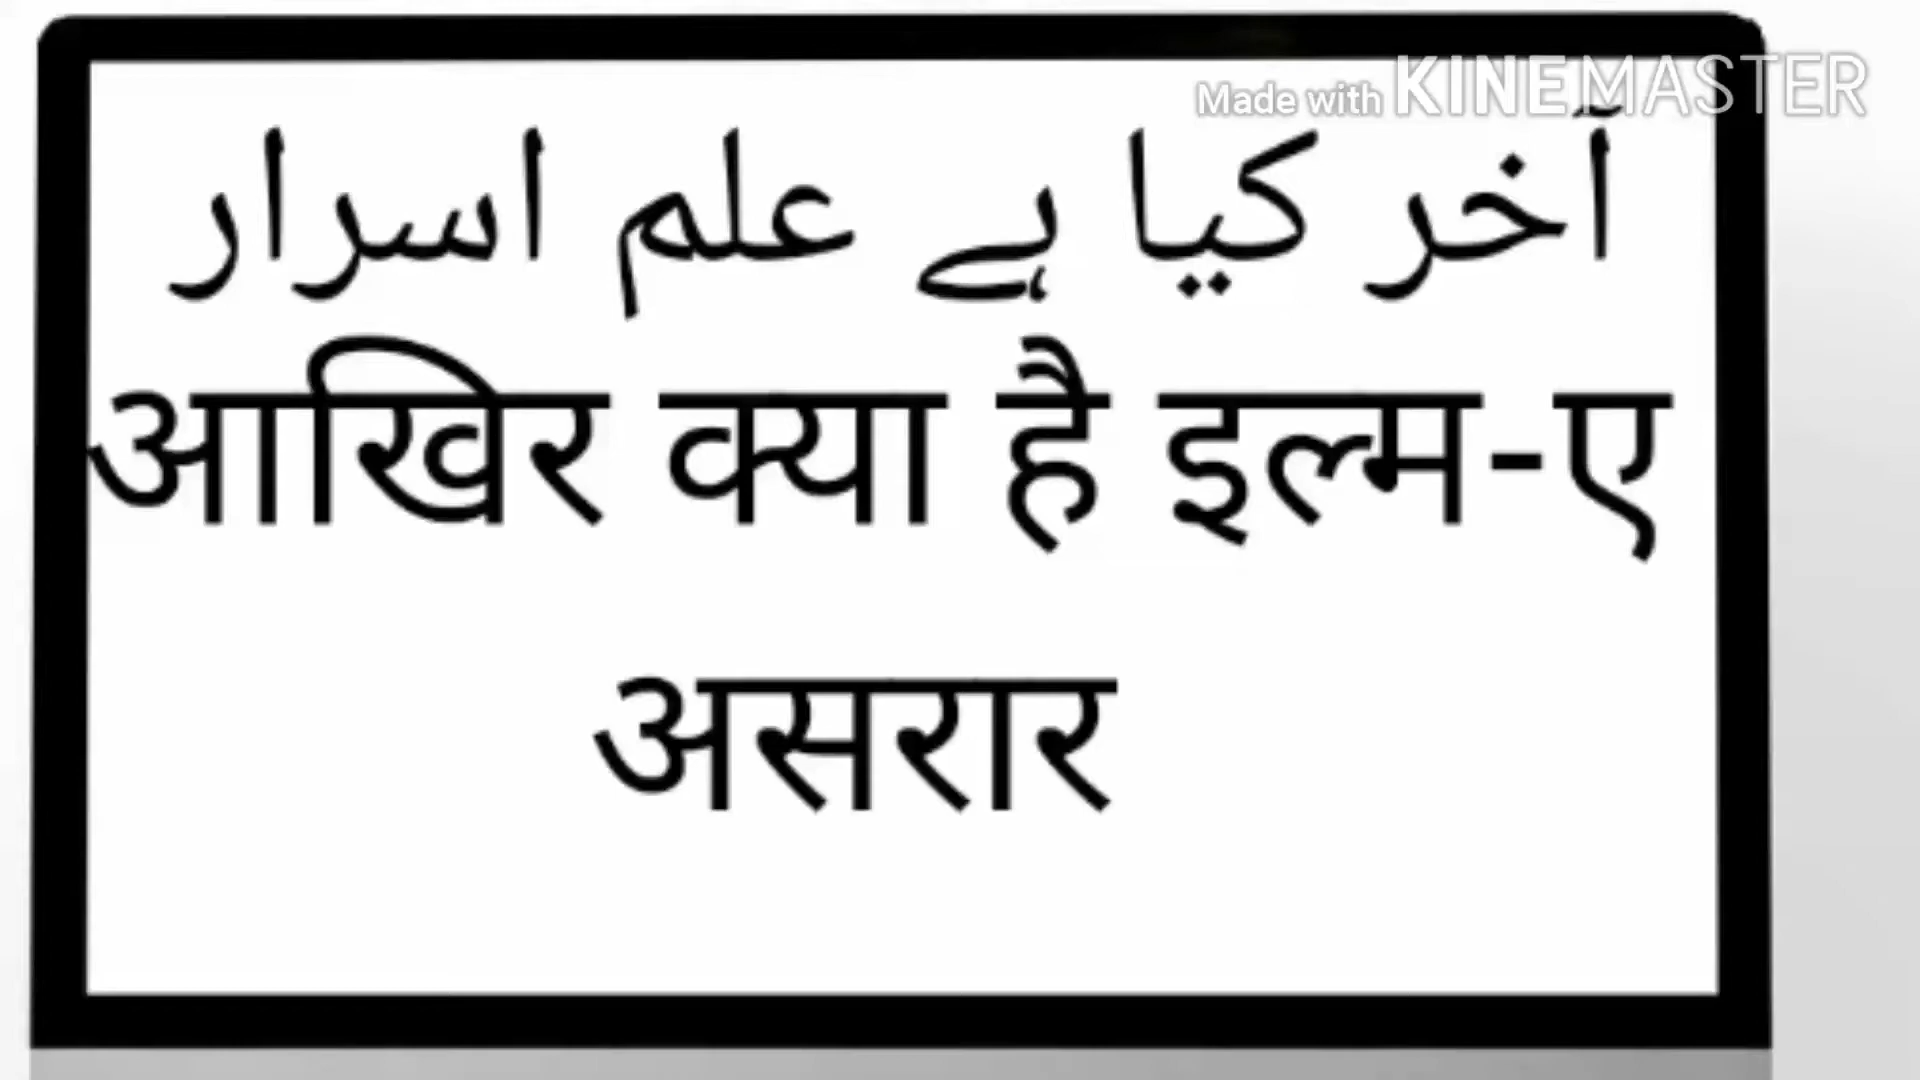 Made with KINEMASTER
آخر کیا ہے علم اسرار
आखिर क्या है इल्म-ए
असरार